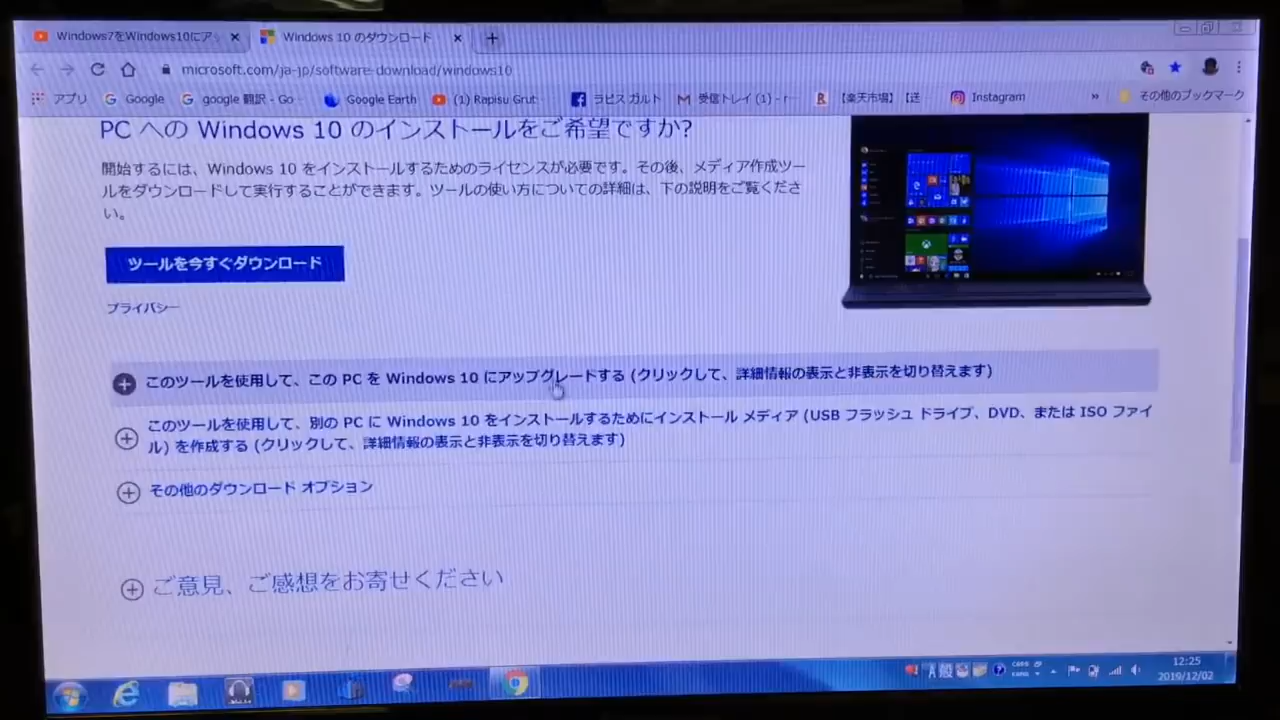 Windows7をWindows10にアッ
Windows 10 のダウンロード
microsoft.com/ja-jp/software-download/windows10
アプリ
Google
google 翻訳 - Go
Google Earth
(1) Rapisu Grut
ラピス ガルト
受信トレイ (1) - r
【楽天市場】【送
Instagram
»
その他のブックマーク
PC への Windows 10 のインストールをご希望ですか?
開始するには、Windows 10 をインストールするためのライセンスが必要です。その後、メディア作成ツー
ルをダウンロードして実行することができます。ツールの使い方についての詳細は、下の説明をご覧くださ
い。
ツールを今すぐダウンロード
プライバシー
このツールを使用して、この PC を Windows 10 にアップグレードする (クリックして、詳細情報の表示と非表示を切り替えます)
このツールを使用して、別の PC に Windows 10 をインストールするためにインストール メディア (USB フラッシュ ドライブ、DVD、または ISO ファイ
ル) を作成する (クリックして、詳細情報の表示と非表示を切り替えます)
その他のダウンロード オプション
ご意見、ご感想をお寄せください
A 般
CAPS
KANA
12:25
2019/12/02